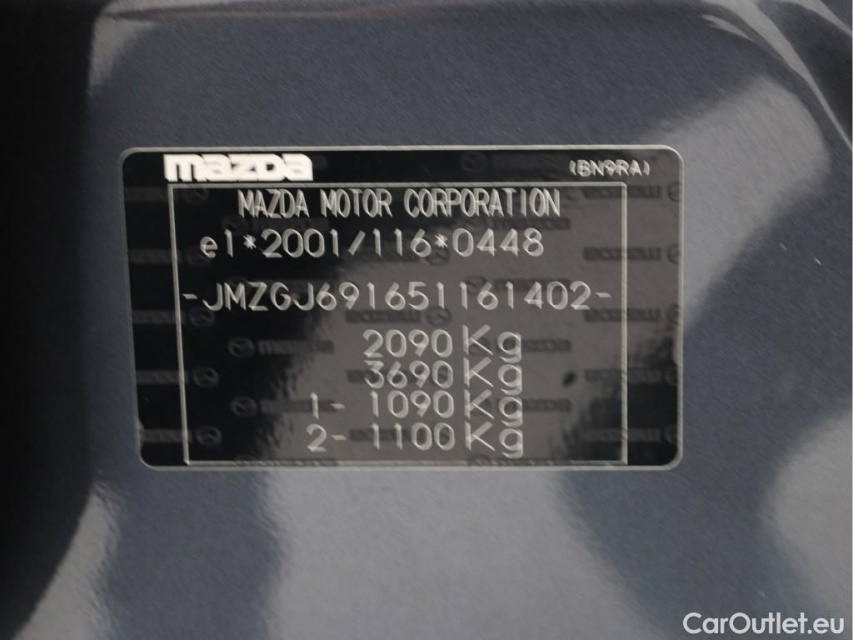 mazda (BN9RA)
MAZDA MOTOR CORPORATION
e1*2001/116*0448
-JMZGJ691651161402-
2090 Kg
3690 Kg
1- 1090 Kg
2- 1100 Kg
CarOutlet.eu